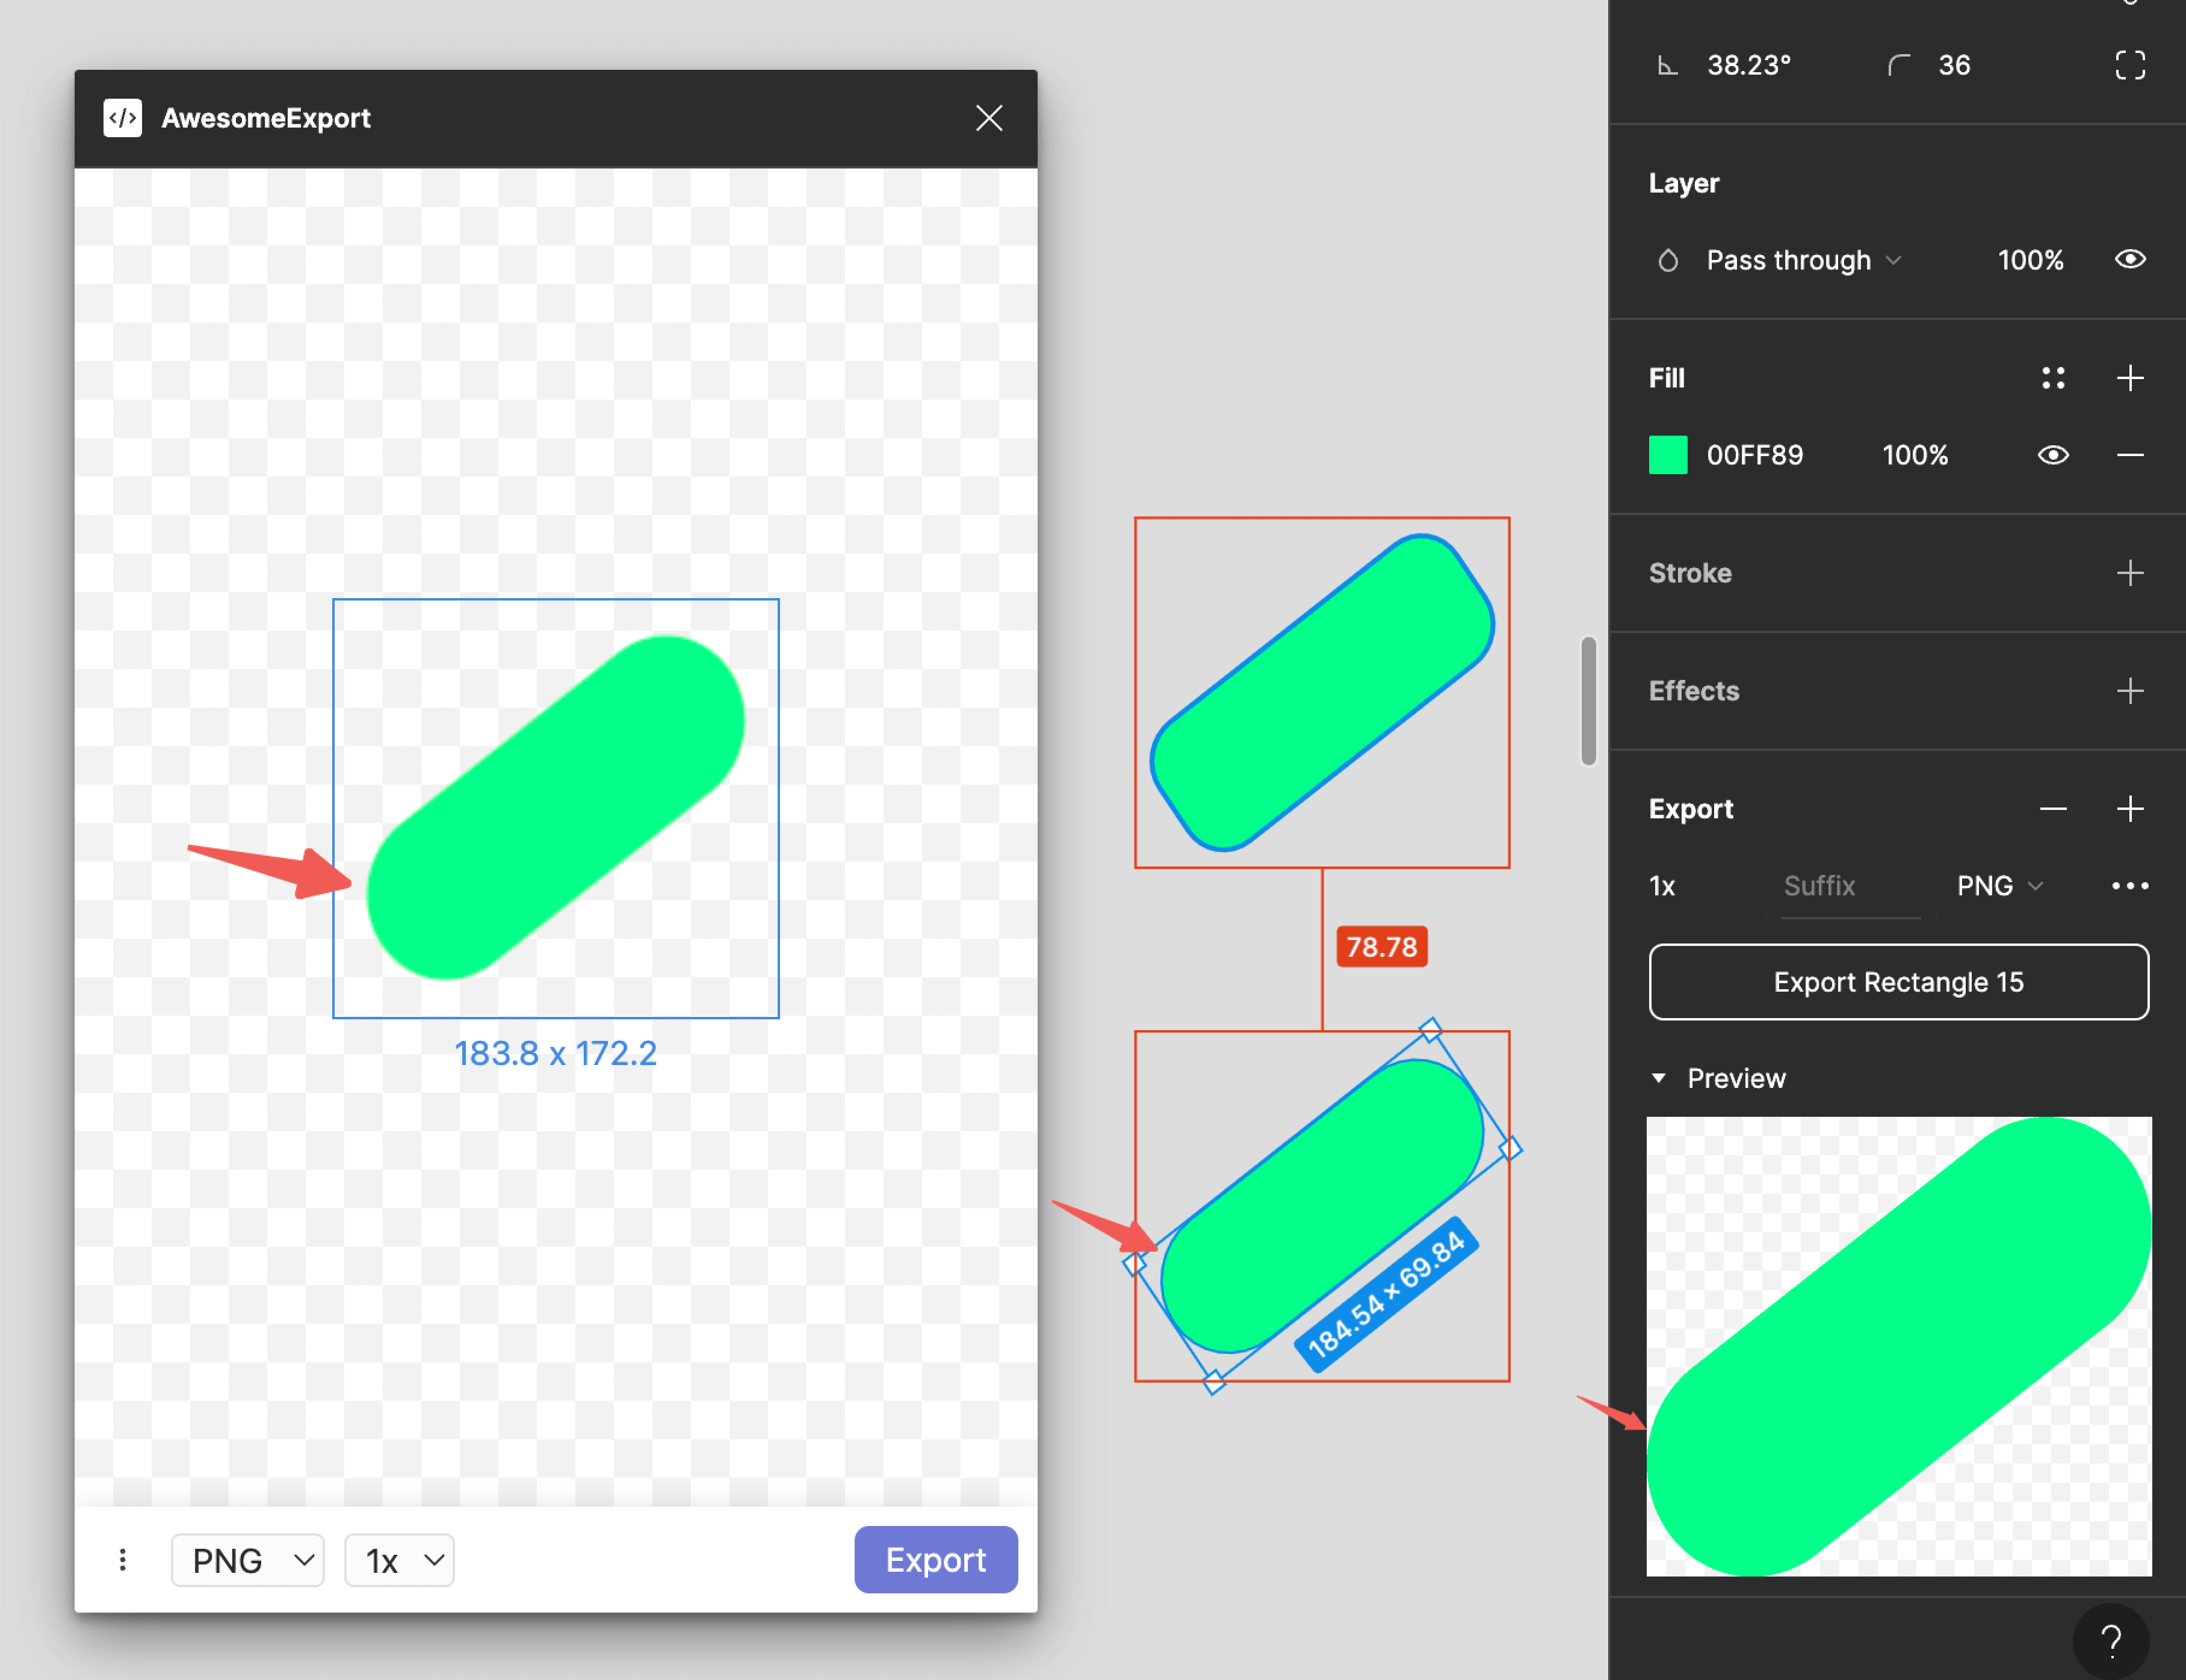 AwesomeExport
183.8 x 172.2
PNG
1x
Export
78.78
184.54 × 69.84
38.23°
36
Layer
Pass through
100%
Fill
00FF89
100%
Stroke
Effects
Export
1x
Suffix
PNG
Export Rectangle 15
Preview
?